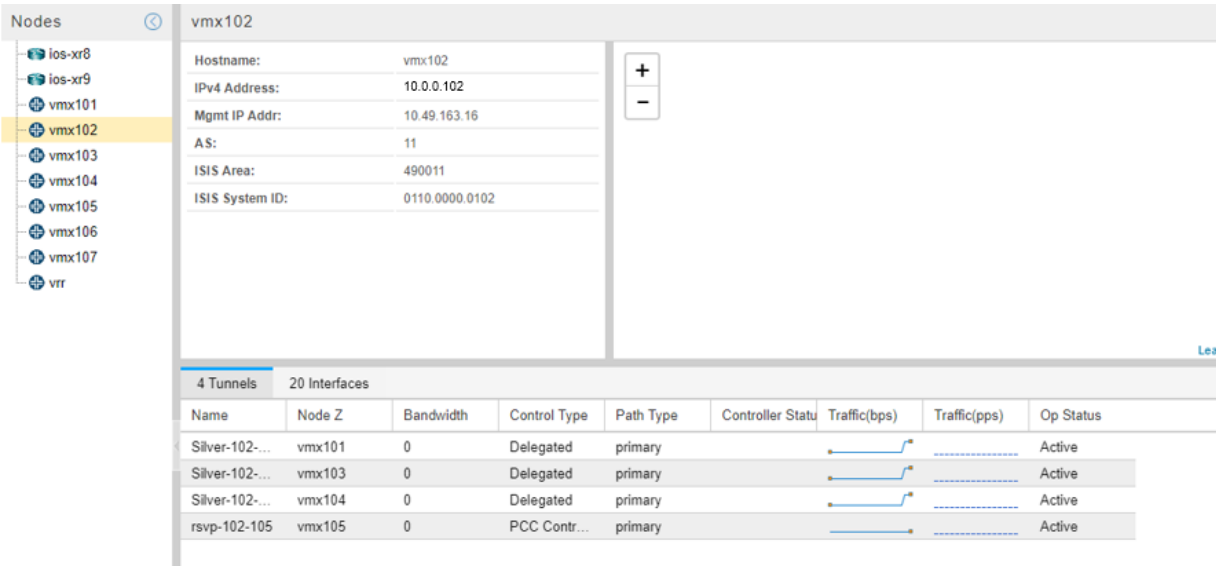 Nodes
ios-xr8
ios-xr9
vmx101
vmx102
vmx103
vmx104
vmx105
vmx106
vmx107
vrr
vmx102
Hostname: vmx102
IPv4 Address: 10.0.0.102
Mgmt IP Addr: 10.49.163.16
AS: 11
ISIS Area: 490011
ISIS System ID: 0110.0000.0102
+
−
Lea
4 Tunnels 20 Interfaces
Name Node Z Bandwidth Control Type Path Type Controller Statu Traffic(bps) Traffic(pps) Op Status
Silver-102-... vmx101 0 Delegated primary Active
Silver-102-... vmx103 0 Delegated primary Active
Silver-102-... vmx104 0 Delegated primary Active
rsvp-102-105 vmx105 0 PCC Contr... primary Active